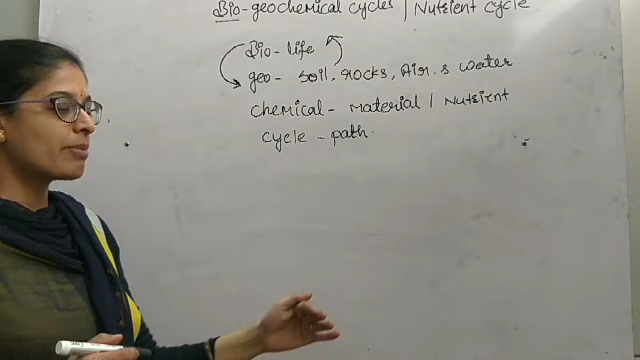 Bio-geochemical cycles / Nutrient cycle
Bio - life
geo - soil, rocks, Air & water
chemical - Material / Nutrient
cycle - path.